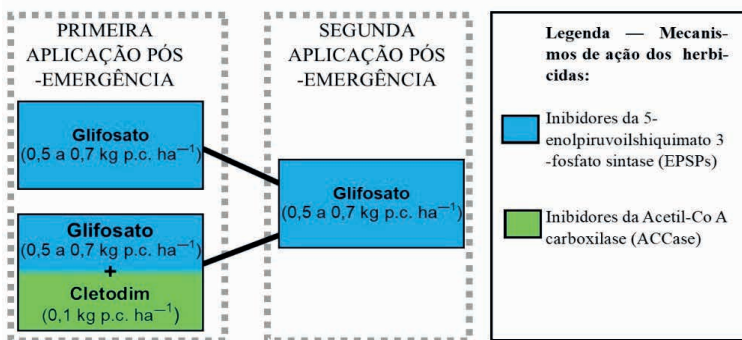 PRIMEIRA
APLICAÇÃO PÓS
-EMERGÊNCIA
Glifosato
(0,5 a 0,7 kg p.c. ha⁻¹)
Glifosato
(0,5 a 0,7 kg p.c. ha⁻¹)
+
Cletodim
(0,1 kg p.c. ha⁻¹)
SEGUNDA
APLICAÇÃO PÓS
-EMERGÊNCIA
Glifosato
(0,5 a 0,7 kg p.c. ha⁻¹)
Legenda — Mecanis-
mos de ação dos herbi-
cidas:
Inibidores da 5-
enolpiruvoilshiquimato 3
-fosfato sintase (EPSPs)
Inibidores da Acetil-Co A
carboxilase (ACCase)